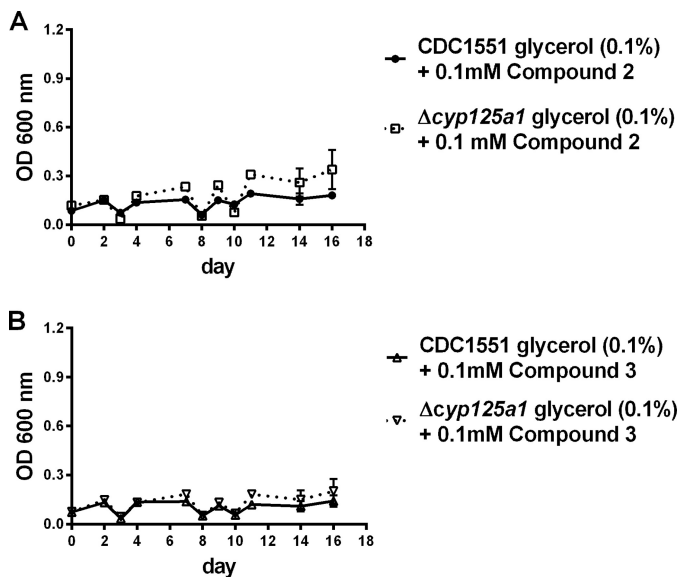 A
1.2
0.9
0.6
0.3
0.0
OD 600 nm
0 2 4 6 8 10 12 14 16 18
day
CDC1551 glycerol (0.1%)
+ 0.1mM Compound 2
Δcyp125a1 glycerol (0.1%)
+ 0.1 mM Compound 2
B
1.2
0.9
0.6
0.3
0.0
OD 600 nm
0 2 4 6 8 10 12 14 16 18
day
CDC1551 glycerol (0.1%)
+ 0.1mM Compound 3
Δcyp125a1 glycerol (0.1%)
+ 0.1mM Compound 3